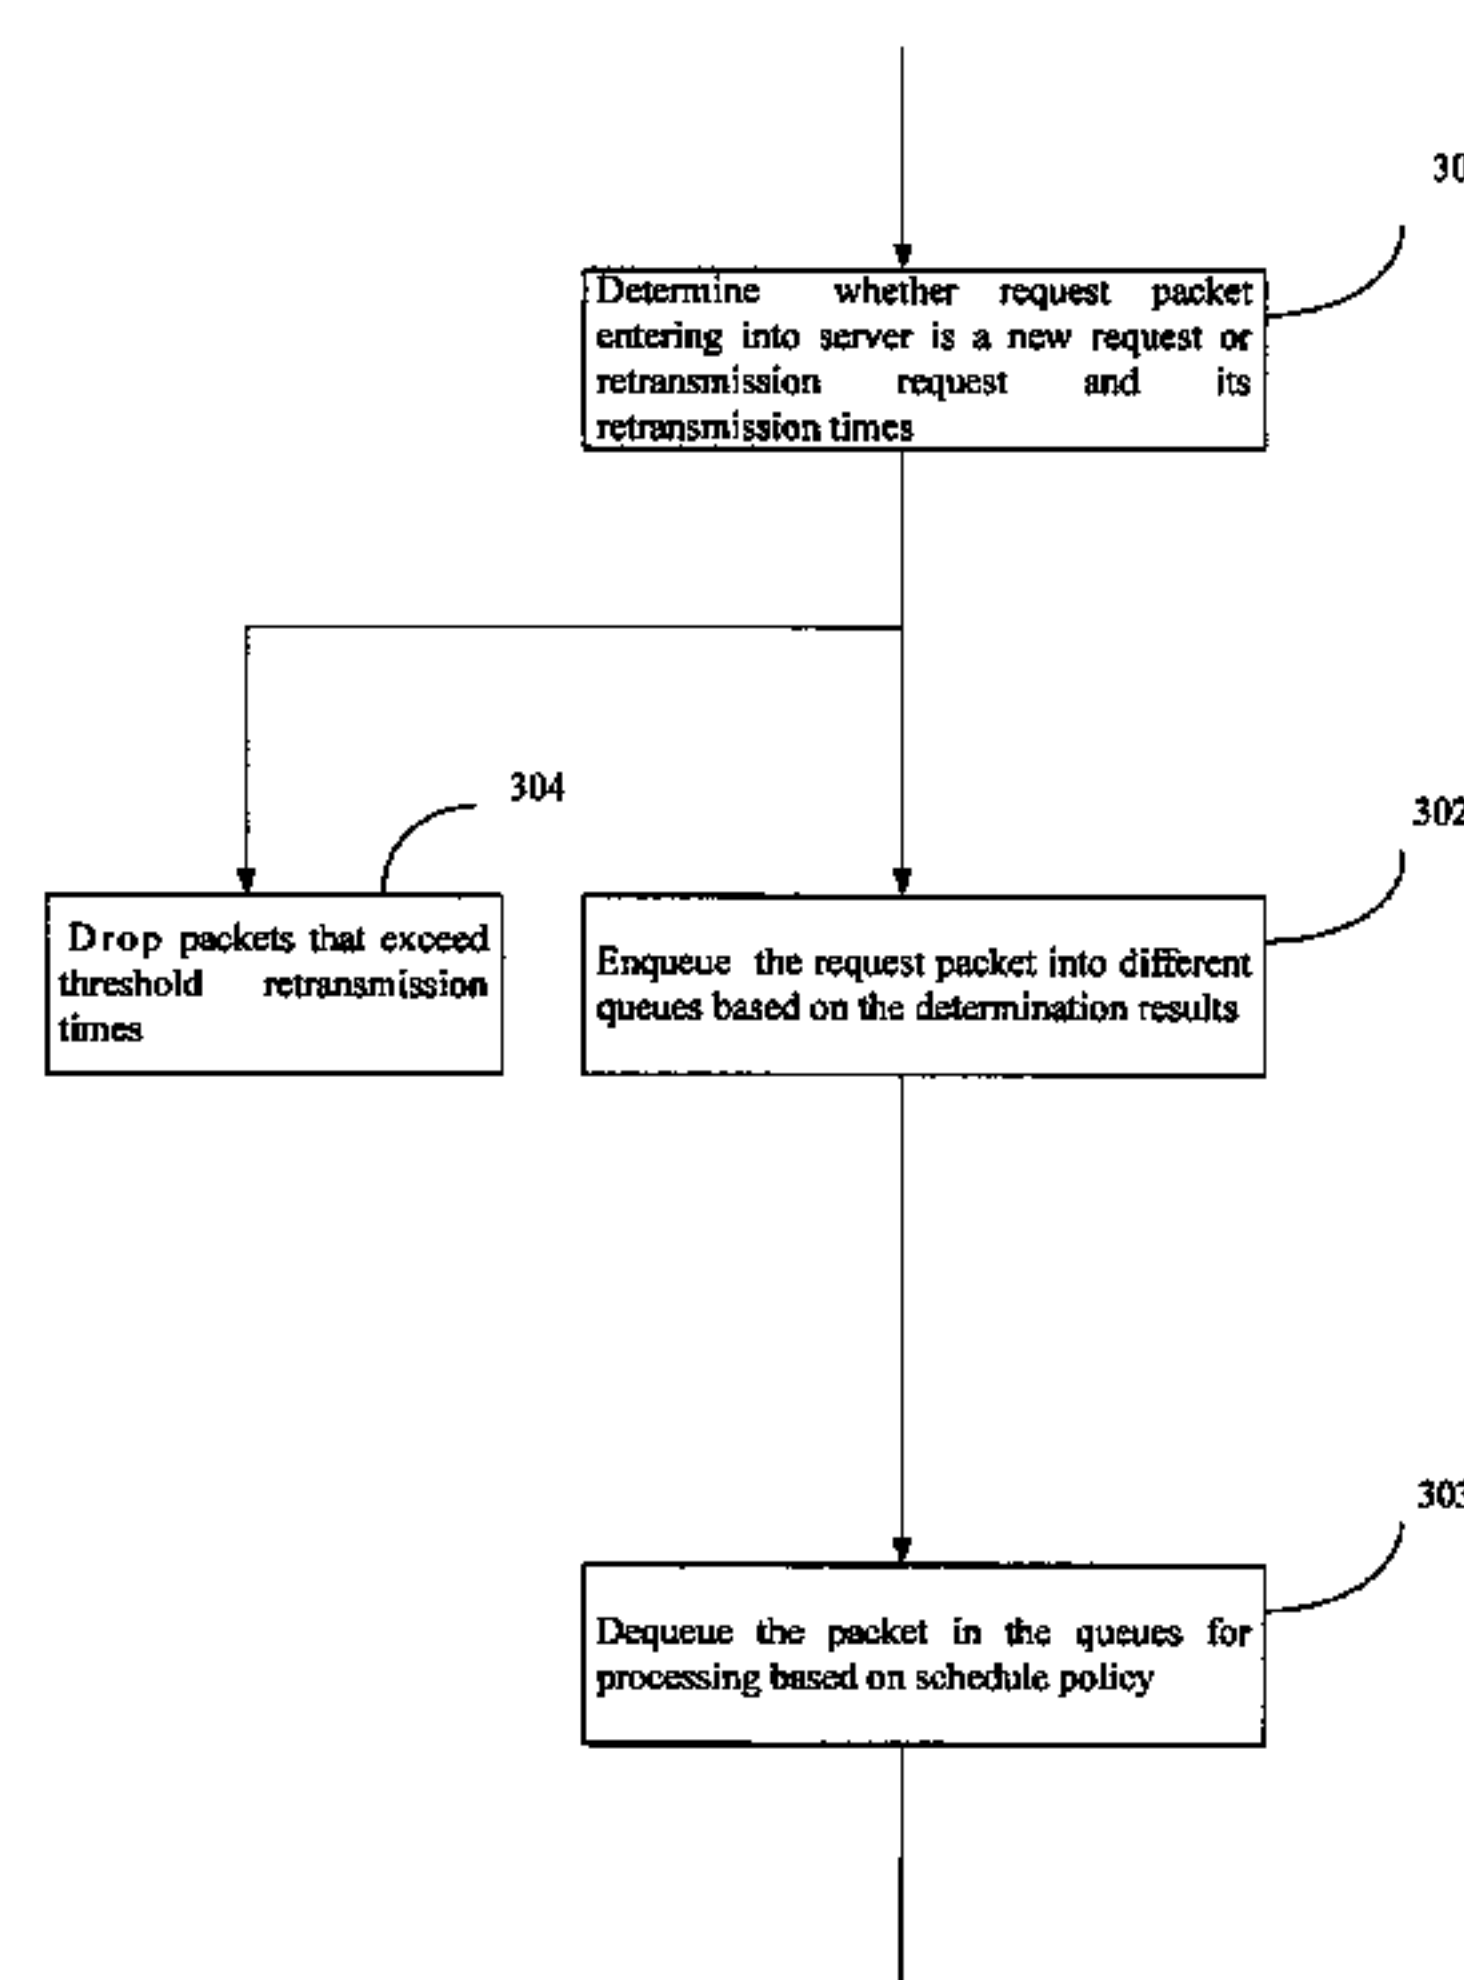 30
Determine whether request packet
entering into server is a new request or
retransmission request and its
retransmission times
304
302
Drop packets that exceed
threshold retransmission
times
Enqueue the request packet into different
queues based on the determination results
303
Dequeue the packet in the queues for
processing based on schedule policy